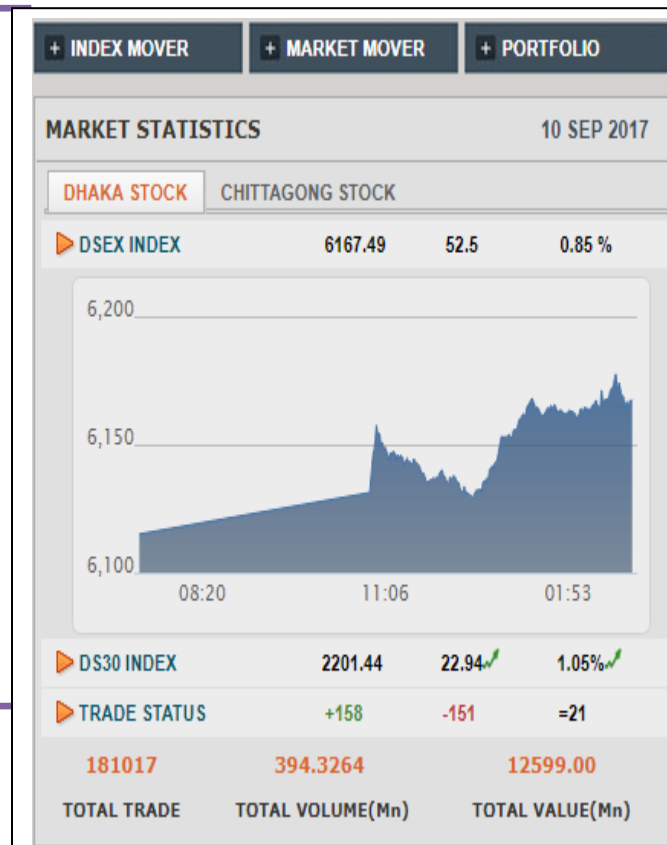 + INDEX MOVER + MARKET MOVER + PORTFOLIO
MARKET STATISTICS 10 SEP 2017
DHAKA STOCK CHITTAGONG STOCK
DSEX INDEX 6167.49 52.5 0.85 %
6,200
6,150
6,100
08:20 11:06 01:53
DS30 INDEX 2201.44 22.94 1.05%
TRADE STATUS +158 -151 =21
181017 394.3264 12599.00
TOTAL TRADE TOTAL VOLUME(Mn) TOTAL VALUE(Mn)